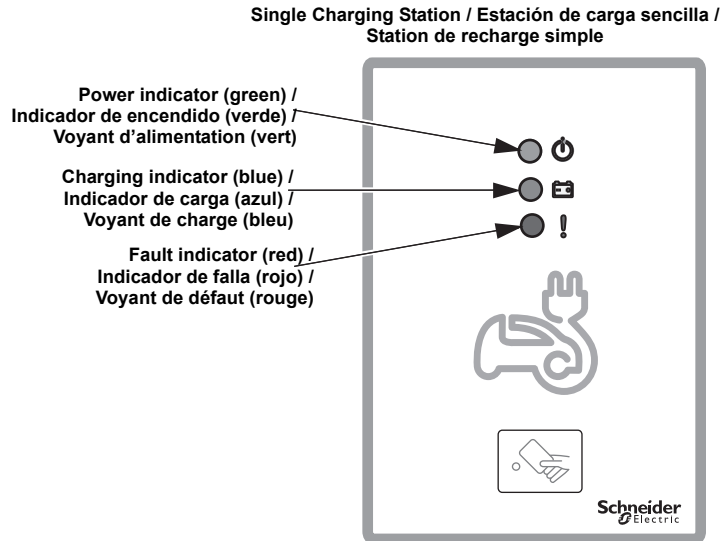 Single Charging Station / Estación de carga sencilla /
Station de recharge simple
Power indicator (green) /
Indicador de encendido (verde) /
Voyant d’alimentation (vert)
Charging indicator (blue) /
Indicador de carga (azul) /
Voyant de charge (bleu)
Fault indicator (red) /
Indicador de falla (rojo) /
Voyant de défaut (rouge)
!
Schneider
Electric